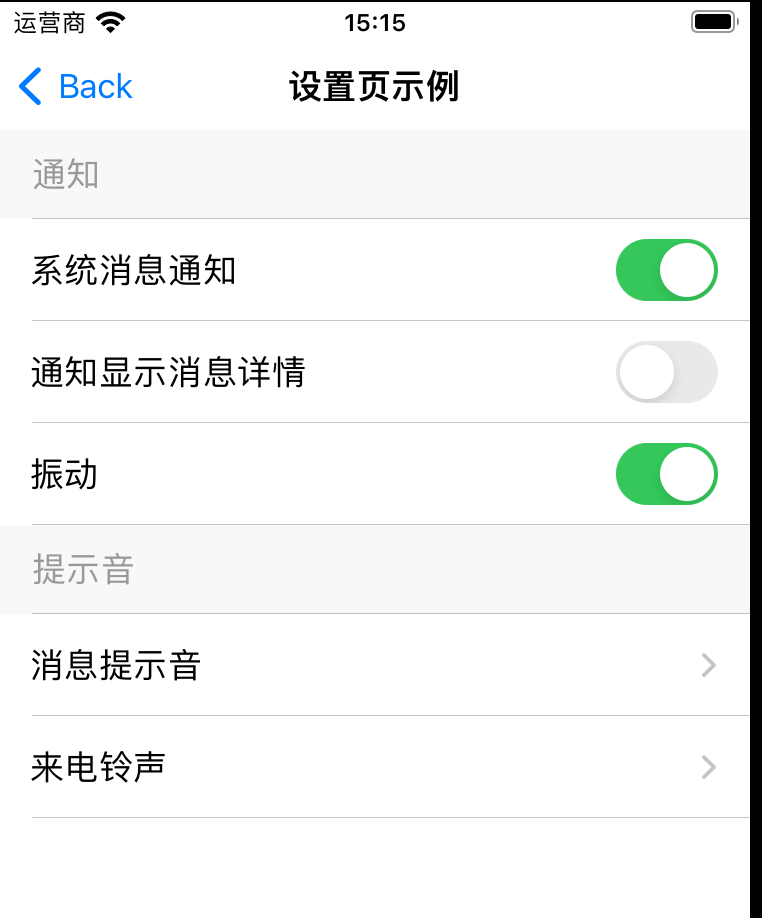 运营商 15:15
Back 设置页示例
通知
系统消息通知
通知显示消息详情
振动
提示音
消息提示音
来电铃声